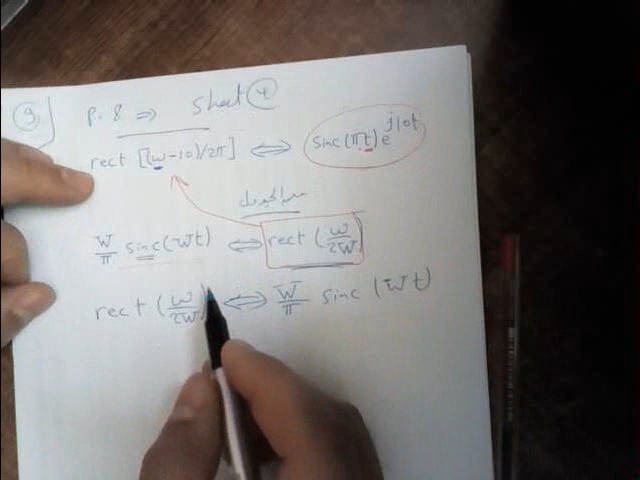 9)
P. 8 ⇒ Sheet 4
rect [(w-10)/2π] ⇔ sinc(πt)e^j10t
من الجدول
W/π sinc(Wt) ⇔ rect (w/2W)
rect (w/2W) ⇔ W/π sinc (Wt)